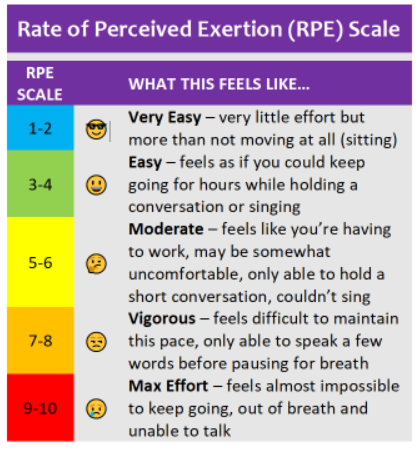 Rate of Perceived Exertion (RPE) Scale
RPE
SCALE
WHAT THIS FEELS LIKE...
1-2
Very Easy – very little effort but
more than not moving at all (sitting)
3-4
Easy – feels as if you could keep
going for hours while holding a
conversation or singing
5-6
Moderate – feels like you're having
to work, may be somewhat
uncomfortable, only able to hold a
short conversation, couldn't sing
7-8
Vigorous – feels difficult to maintain
this pace, only able to speak a few
words before pausing for breath
9-10
Max Effort – feels almost impossible
to keep going, out of breath and
unable to talk